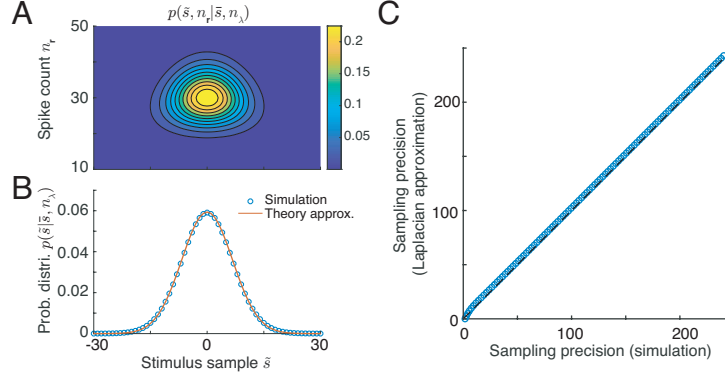 A
p(s̃, n_r|s̄, n_λ)
Spike count n_r
50
30
10
0.2
0.15
0.1
0.05
B
Prob. distri. p(s̃|s̄, n_λ)
0.06
0.04
0.02
0
Simulation
Theory approx.
-30
0
30
Stimulus sample s̃
C
Sampling precision
(Laplacian approximation)
200
100
0
0
100
200
Sampling precision (simulation)